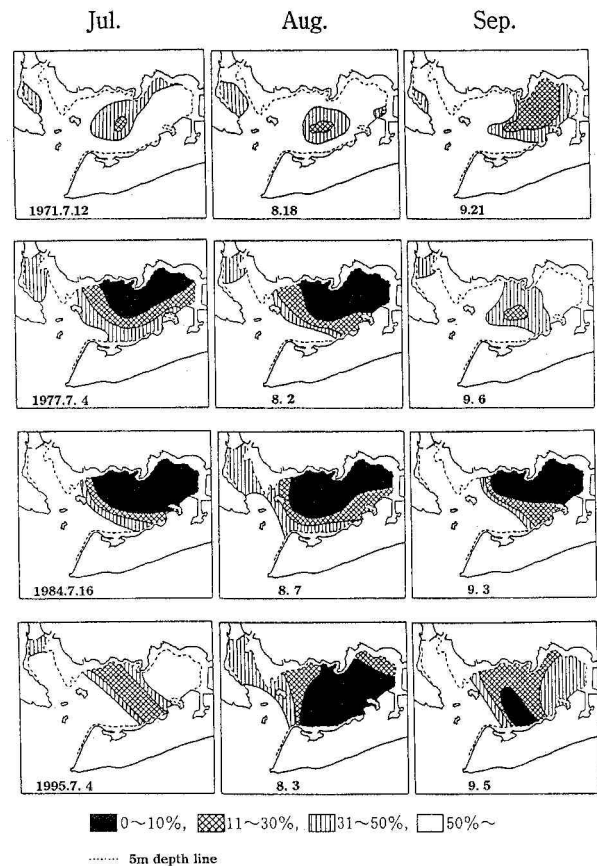 Jul. Aug. Sep.
1971.7.12 8.18 9.21
1977.7. 4 8. 2 9. 6
1984.7.16 8. 7 9. 3
1995.7. 4 8. 3 9. 5
0～10%, 11～30%, 31～50%, 50%～
5m depth line